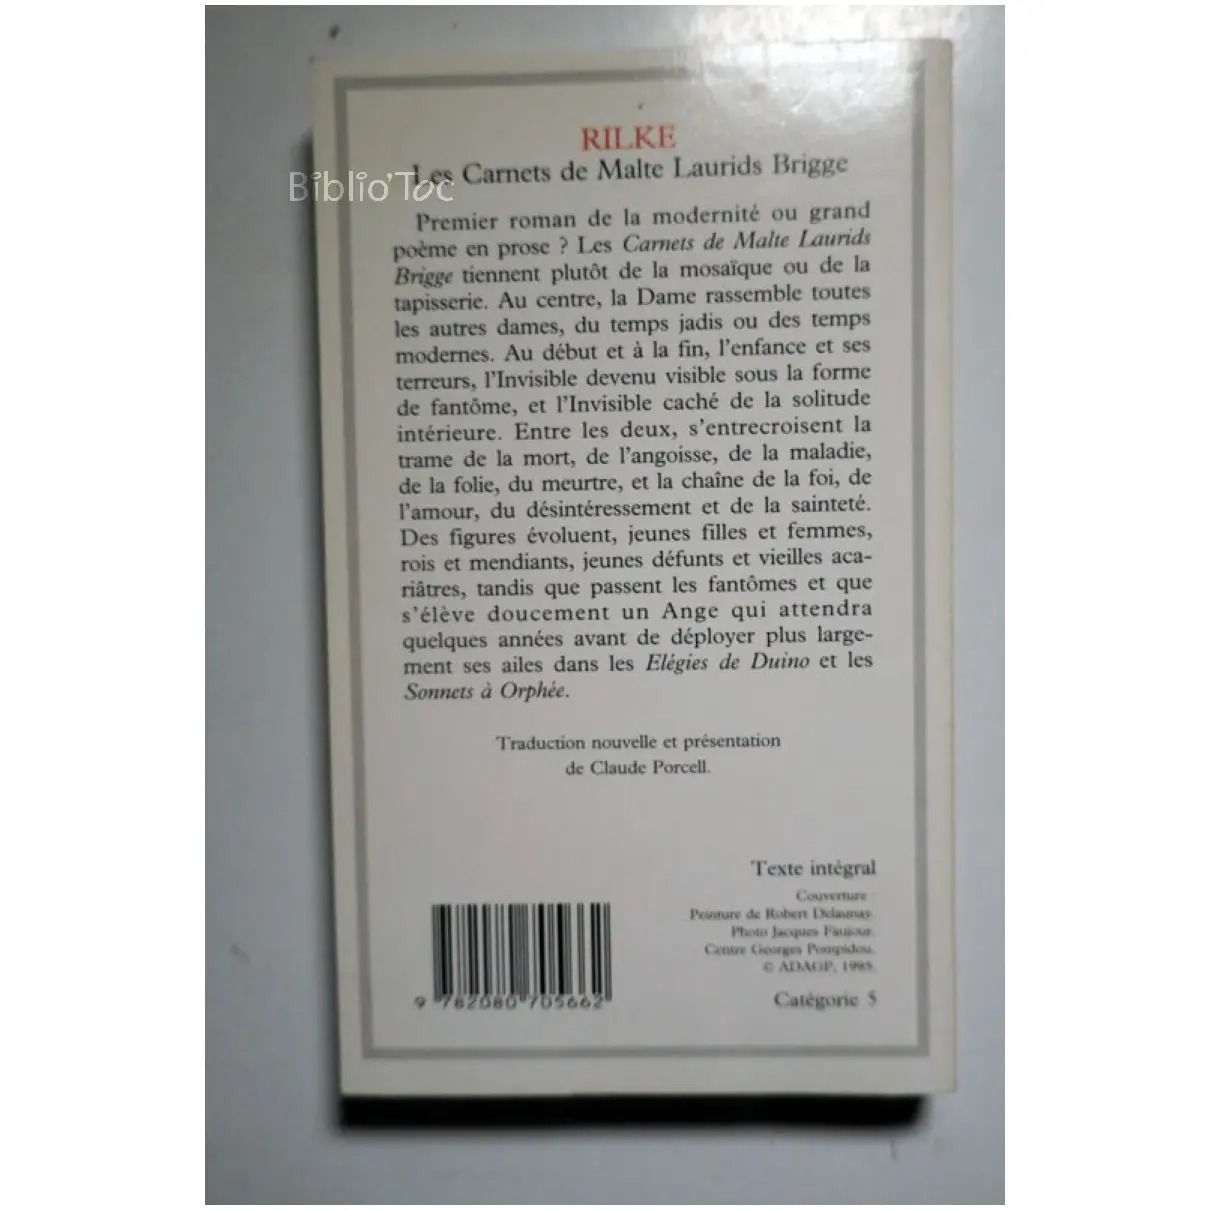 RILKE
Les Carnets de Malte Laurids Brigge
Biblio'Toc
Premier roman de la modernité ou grand
poème en prose ? Les Carnets de Malte Laurids
Brigge tiennent plutôt de la mosaïque ou de la
tapisserie. Au centre, la Dame rassemble toutes
les autres dames, du temps jadis ou des temps
modernes. Au début et à la fin, l'enfance et ses
terreurs, l'Invisible devenu visible sous la forme
de fantôme, et l'Invisible caché de la solitude
intérieure. Entre les deux, s'entrecroisent la
trame de la mort, de l'angoisse, de la maladie,
de la folie, du meurtre, et la chaîne de la foi, de
l'amour, du désintéressement et de la sainteté.
Des figures évoluent, jeunes filles et femmes,
rois et mendiants, jeunes défunts et vieilles aca-
riâtres, tandis que passent les fantômes et que
s'élève doucement un Ange qui attendra
quelques années avant de déployer plus large-
ment ses ailes dans les Elégies de Duino et les
Sonnets à Orphée.
Traduction nouvelle et présentation
de Claude Porcell.
Texte intégral
Couverture :
Peinture de Robert Delaunay.
Photo Jacques Faujour.
Centre Georges Pompidou.
© ADAGP, 1995.
Catégorie 5
9 782080 705662